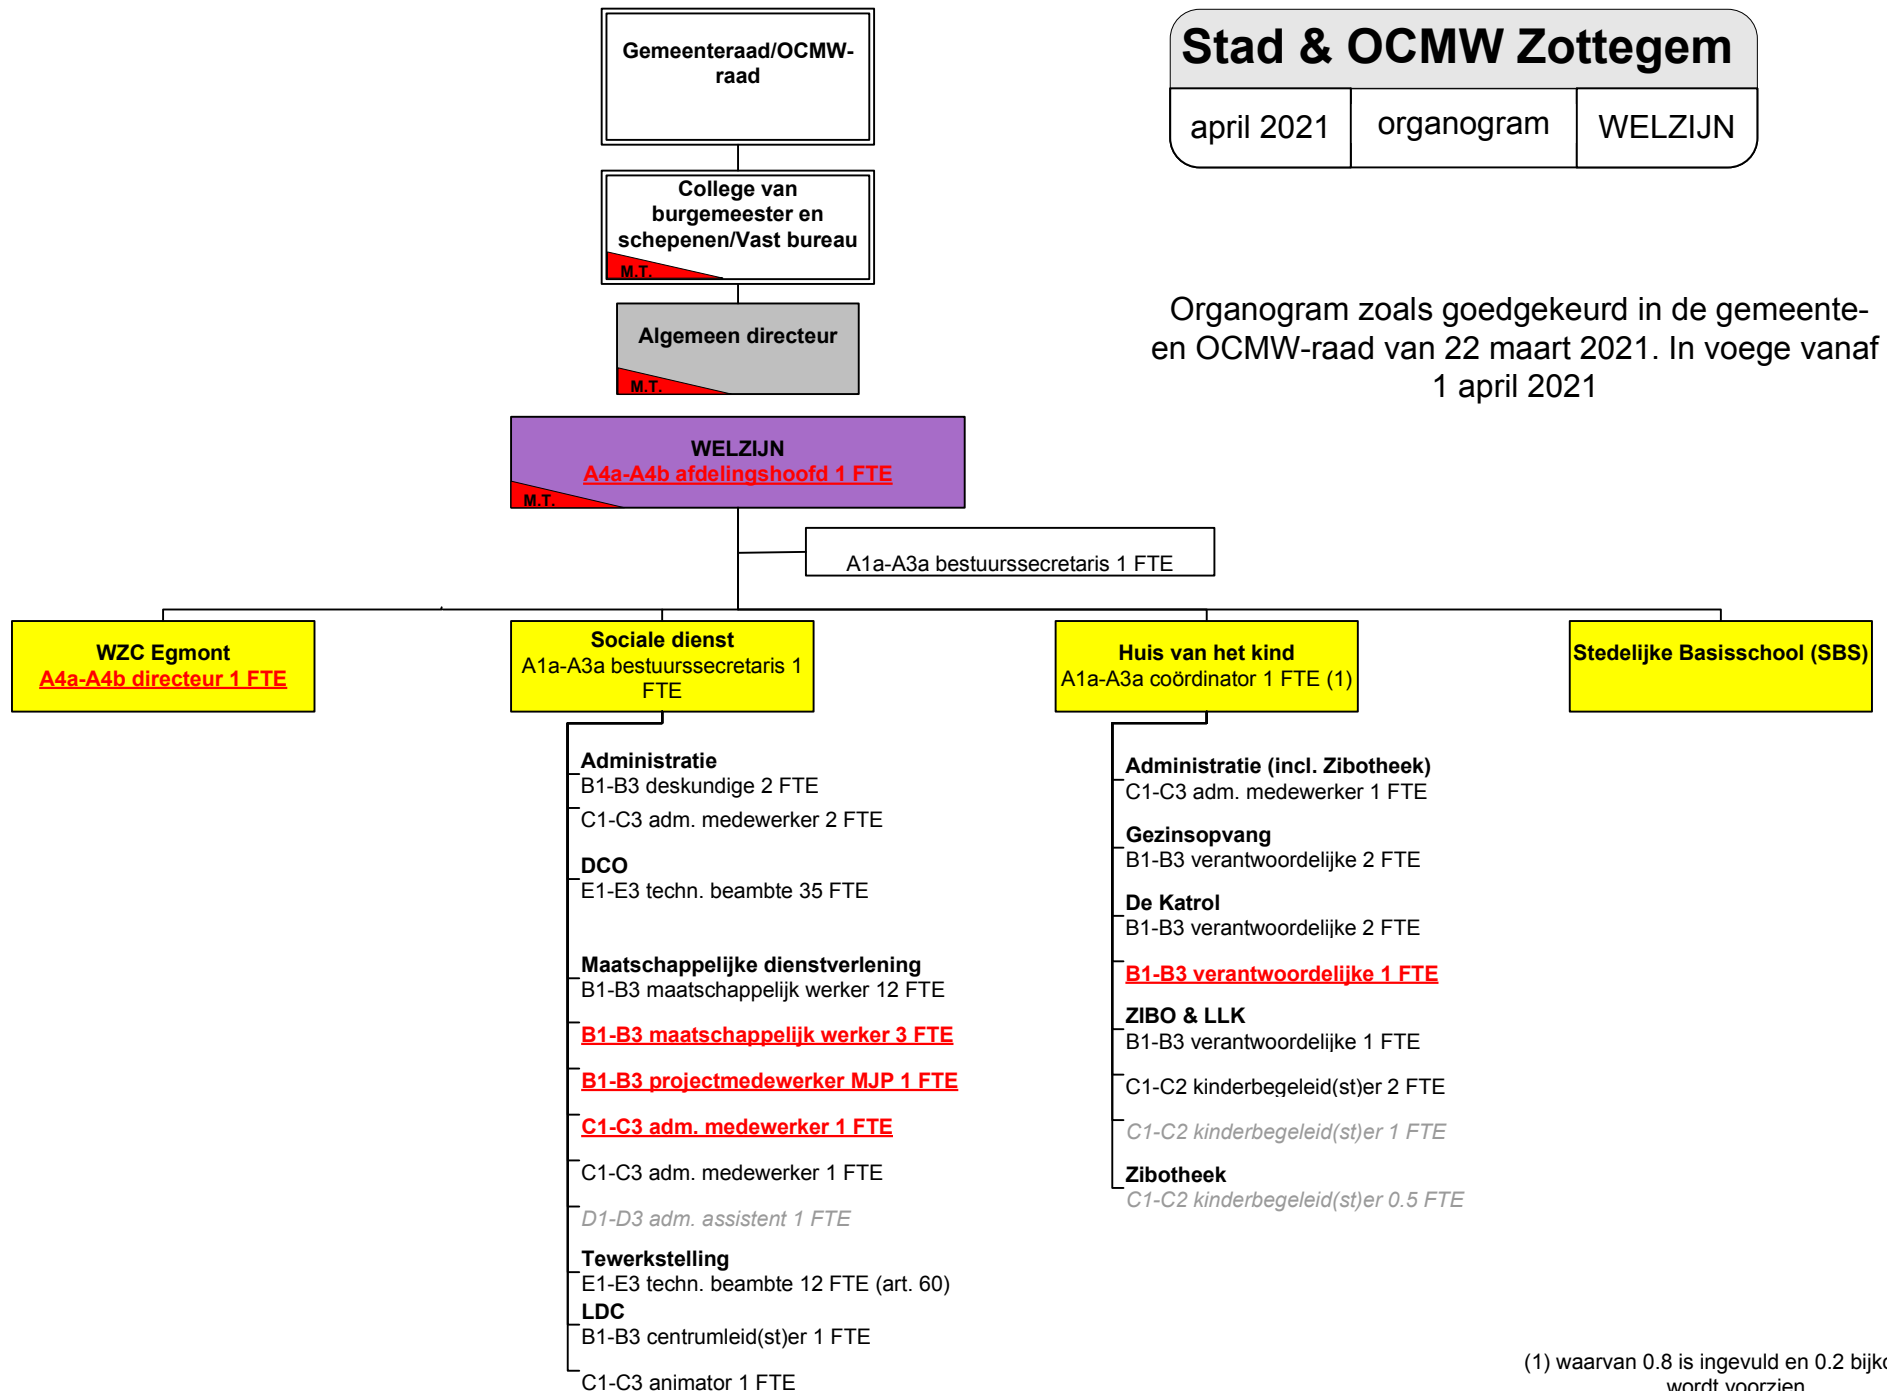 Gemeenteraad/OCMW-
raad
Stad & OCMW Zottegem
april 2021 organogram WELZIJN
College van
burgemeester en
schepenen/Vast bureau
M.T.
Organogram zoals goedgekeurd in de gemeente-
en OCMW-raad van 22 maart 2021. In voege vanaf
1 april 2021
Algemeen directeur
M.T.
WELZIJN
A4a-A4b afdelingshoofd 1 FTE
M.T.
A1a-A3a bestuurssecretaris 1 FTE
WZC Egmont
A4a-A4b directeur 1 FTE
Sociale dienst
A1a-A3a bestuurssecretaris 1
FTE
Huis van het kind
A1a-A3a coördinator 1 FTE (1)
Stedelijke Basisschool (SBS)
Administratie
B1-B3 deskundige 2 FTE
C1-C3 adm. medewerker 2 FTE
DCO
E1-E3 techn. beambte 35 FTE
Maatschappelijke dienstverlening
B1-B3 maatschappelijk werker 12 FTE
B1-B3 maatschappelijk werker 3 FTE
B1-B3 projectmedewerker MJP 1 FTE
C1-C3 adm. medewerker 1 FTE
C1-C3 adm. medewerker 1 FTE
D1-D3 adm. assistent 1 FTE
Tewerkstelling
E1-E3 techn. beambte 12 FTE (art. 60)
LDC
B1-B3 centrumleid(st)er 1 FTE
C1-C3 animator 1 FTE
Administratie (incl. Zibotheek)
C1-C3 adm. medewerker 1 FTE
Gezinsopvang
B1-B3 verantwoordelijke 2 FTE
De Katrol
B1-B3 verantwoordelijke 2 FTE
B1-B3 verantwoordelijke 1 FTE
ZIBO & LLK
B1-B3 verantwoordelijke 1 FTE
C1-C2 kinderbegeleid(st)er 2 FTE
C1-C2 kinderbegeleid(st)er 1 FTE
Zibotheek
C1-C2 kinderbegeleid(st)er 0.5 FTE
(1) waarvan 0.8 is ingevuld en 0.2
wordt voorzien